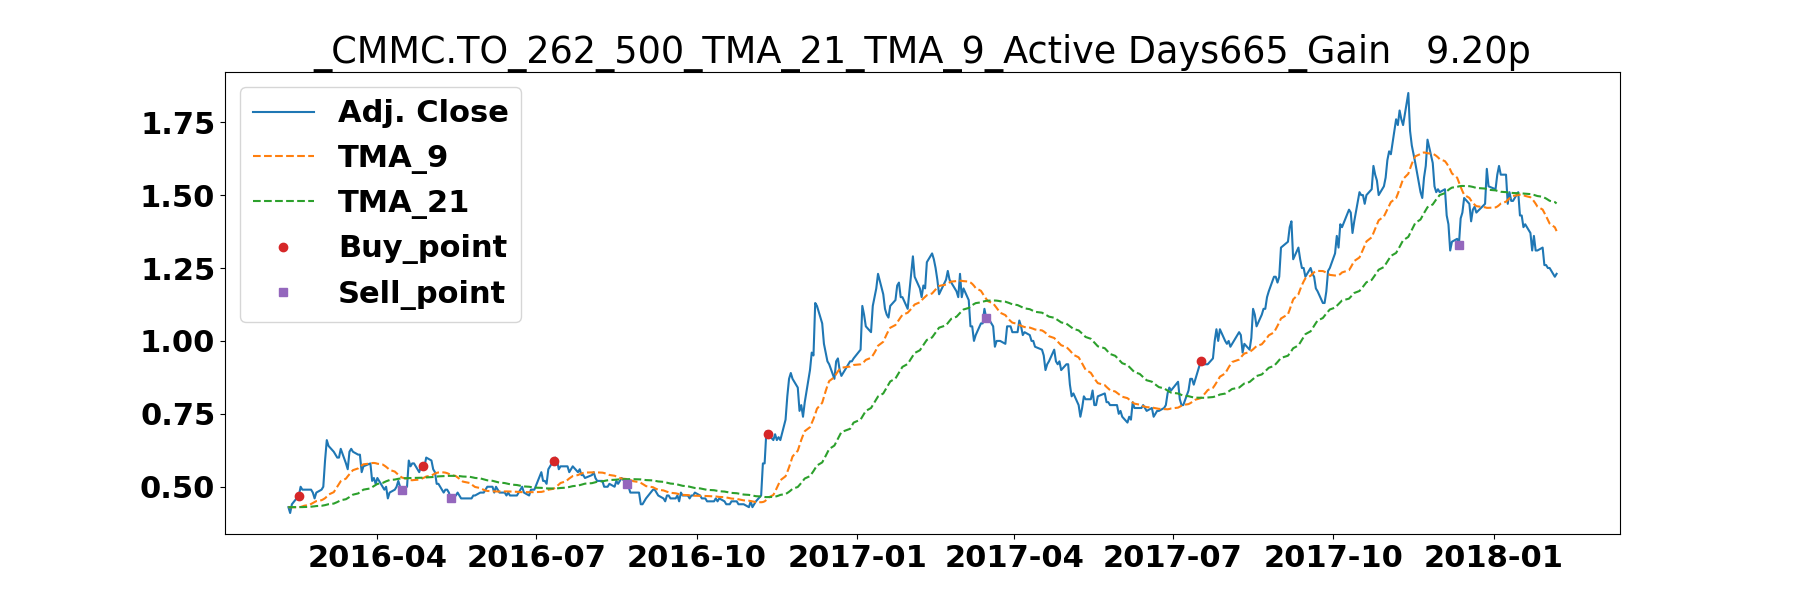 _CMMC.TO_262_500_TMA_21_TMA_9_Active Days665_Gain   9.20p
Adj. Close
TMA_9
TMA_21
Buy_point
Sell_point
1.75
1.50
1.25
1.00
0.75
0.50
2016-04 2016-07 2016-10 2017-01 2017-04 2017-07 2017-10 2018-01